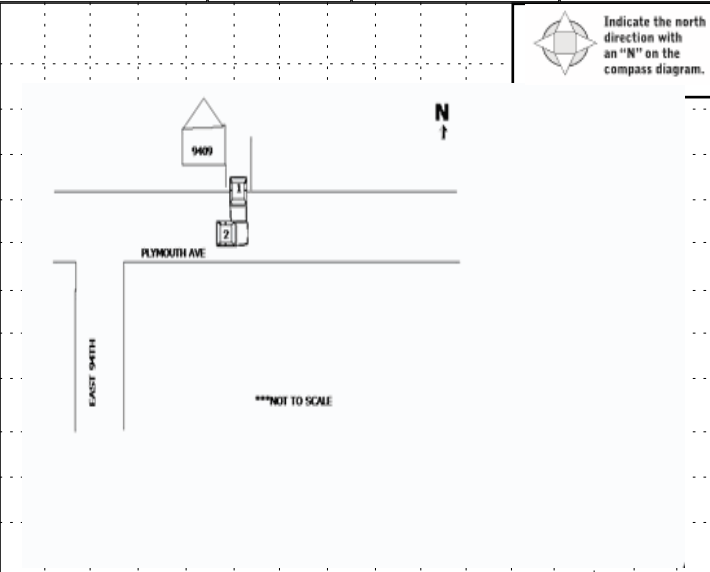 Indicate the north
direction with
an “N” on the
compass diagram.
N
9409
1
2
PLYMOUTH AVE
EAST 94TH
***NOT TO SCALE